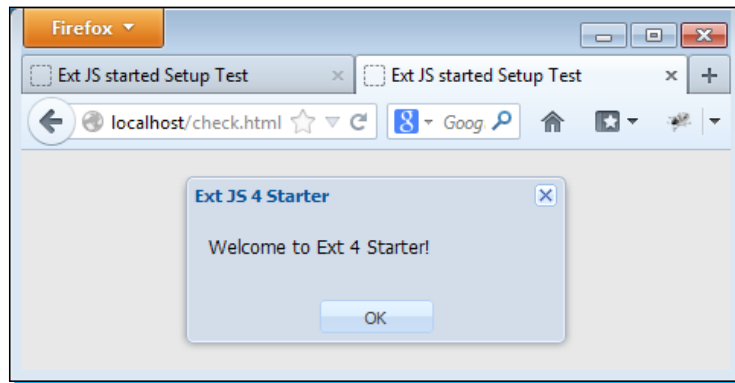 Firefox
Ext JS started Setup Test
Ext JS started Setup Test
localhost/check.html
Goog
Ext JS 4 Starter
Welcome to Ext 4 Starter!
OK